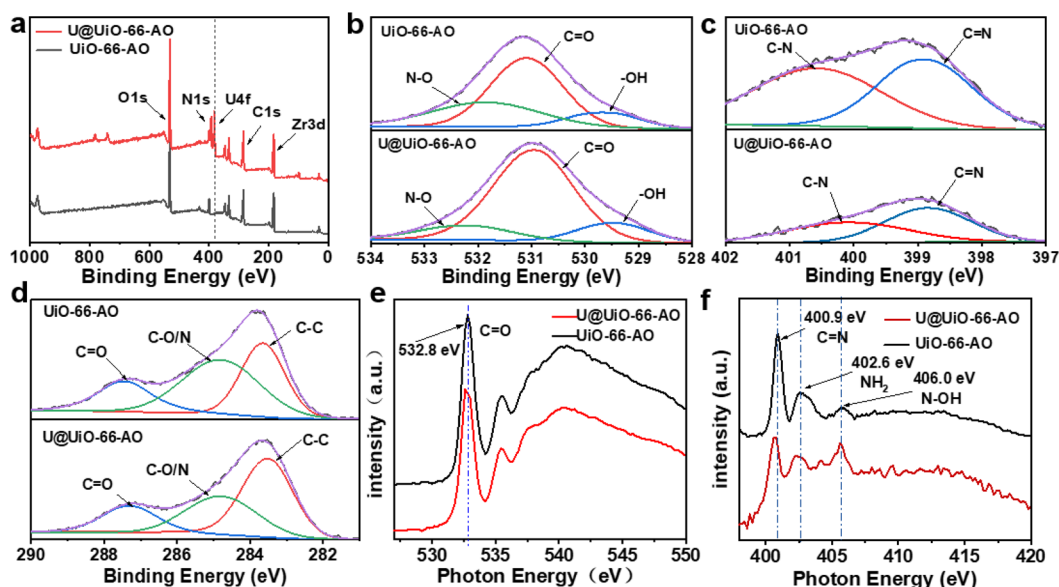 a
U@UiO-66-AO
UiO-66-AO
O1s
N1s
U4f
C1s
Zr3d
1000 800 600 400 200 0
Binding Energy (eV)
b
UiO-66-AO
C=O
N-O
-OH
U@UiO-66-AO
C=O
N-O
-OH
534 533 532 531 530 529 528
Binding Energy (eV)
c
UiO-66-AO
C-N
C=N
U@UiO-66-AO
C-N
C=N
402 401 400 399 398 397
Binding Energy (eV)
d
UiO-66-AO
C=O
C-O/N
C-C
U@UiO-66-AO
C=O
C-O/N
C-C
290 288 286 284 282
Binding Energy (eV)
e
532.8 eV
C=O
U@UiO-66-AO
UiO-66-AO
intensity (a.u.)
530 535 540 545 550
Photon Energy (eV)
f
400.9 eV
C=N
402.6 eV
NH2
406.0 eV
N-OH
U@UiO-66-AO
UiO-66-AO
intensity (a.u.)
400 405 410 415 420
Photon Energy (eV)